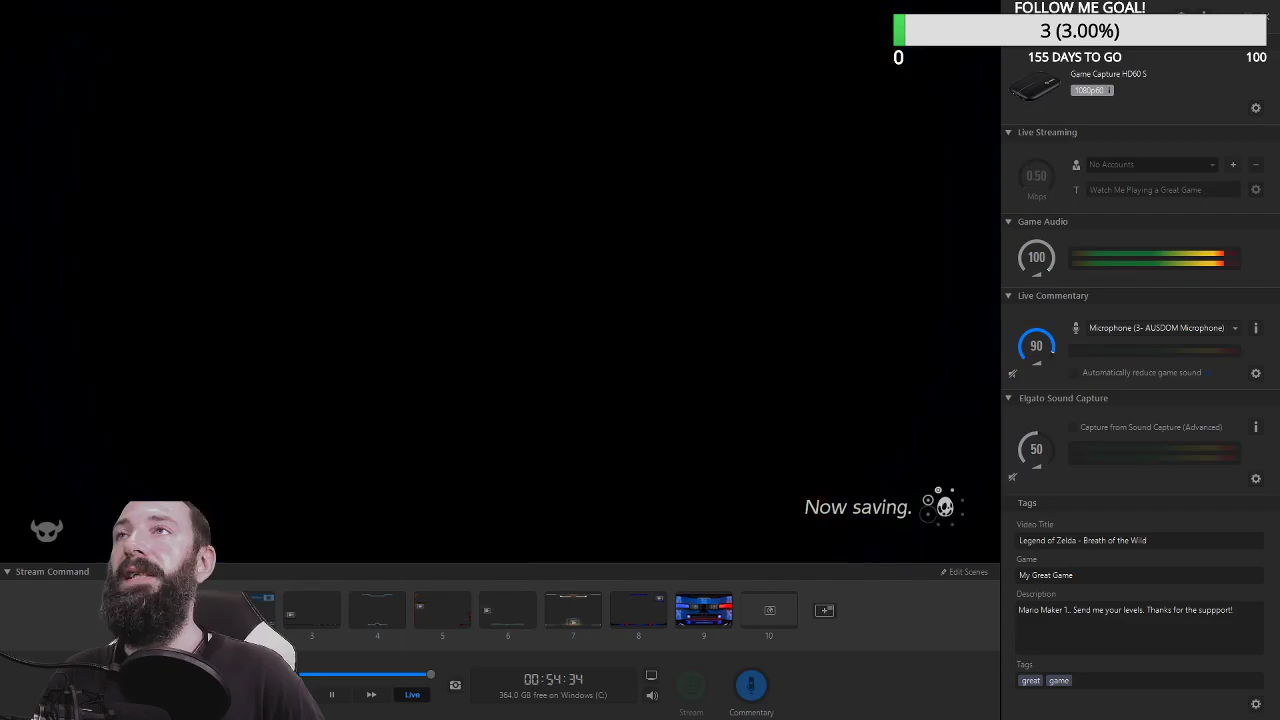 FOLLOW ME GOAL!
3 (3.00%)
0
155 DAYS TO GO
100
Game Capture HD60 S
1080p60 i
Live Streaming
0.50
Mbps
No Accounts
T
Watch Me Playing a Great Game
Game Audio
100
Live Commentary
90
Microphone (3- AUSDOM Microphone)
Automatically reduce game sound
Elgato Sound Capture
50
Capture from Sound Capture (Advanced)
Now saving.
Tags
Video Title
Legend of Zelda - Breath of the Wild
Game
My Great Game
Description
Mario Maker 1.. Send me your levels. Thanks for the suppport!
Tags
great game
Stream Command
Edit Scenes
3 4 5 6 7 8 9 10
Live
00:54:34
364.0 GB free on Windows (C:)
Stream
Commentary